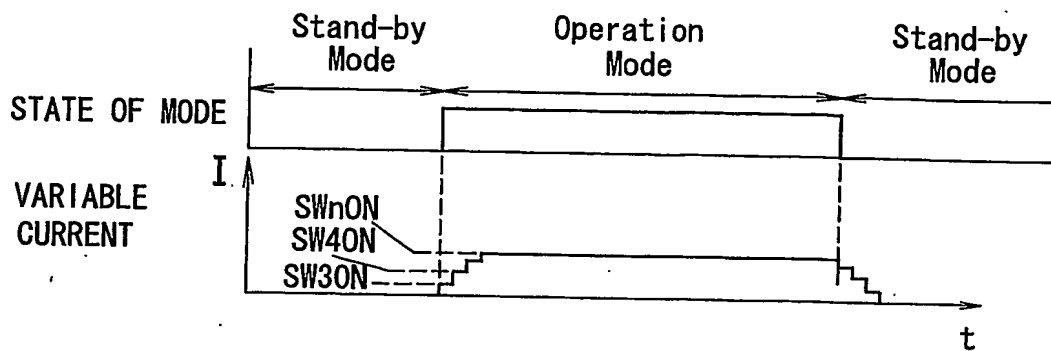 Stand-by
Mode
Operation
Mode
Stand-by
Mode
STATE OF MODE
I
VARIABLE
CURRENT
SWnON
SW4ON
SW3ON
t